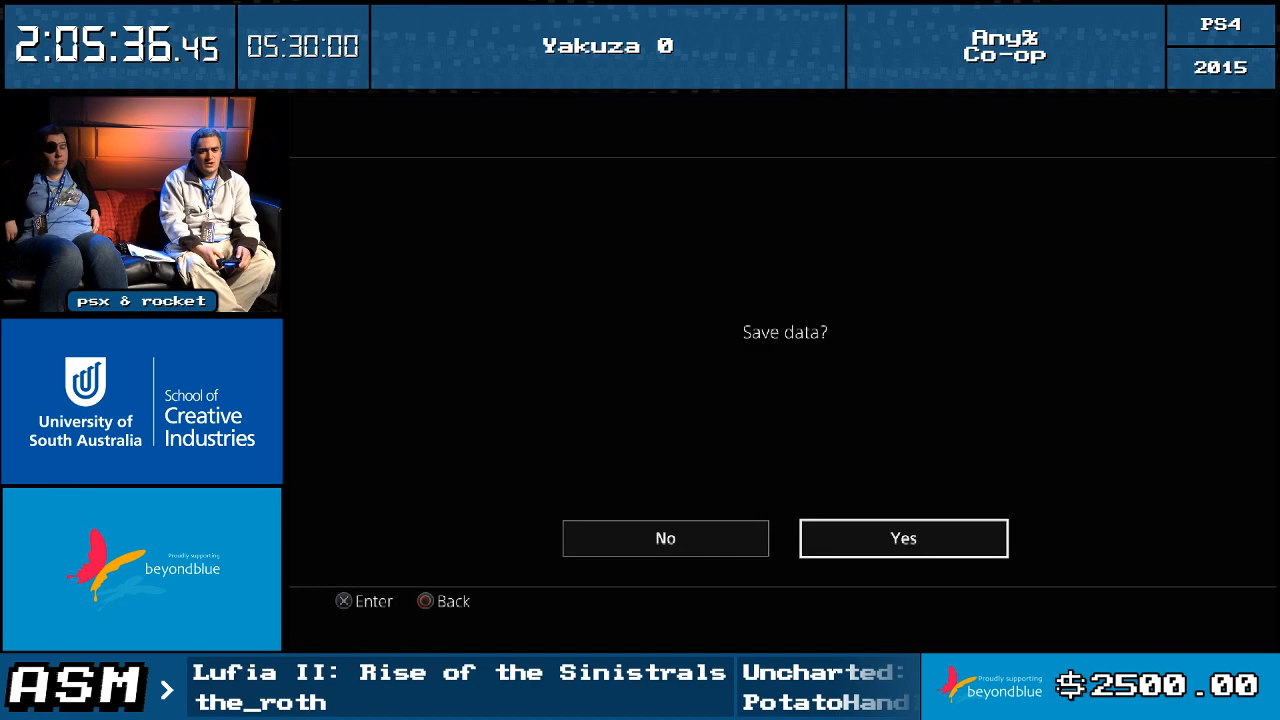 2:05:36.45
05:30:00
Yakuza 0
Any%
Co-op
PS4
2015
psx & rocket
University of
South Australia
School of
Creative
Industries
Proudly supporting
beyondblue
Save data?
No
Yes
Enter
Back
ASM
Lufia II: Rise of the Sinistrals
the_roth
Uncharted:
PotatoHand
Proudly supporting
beyondblue
$2500.00